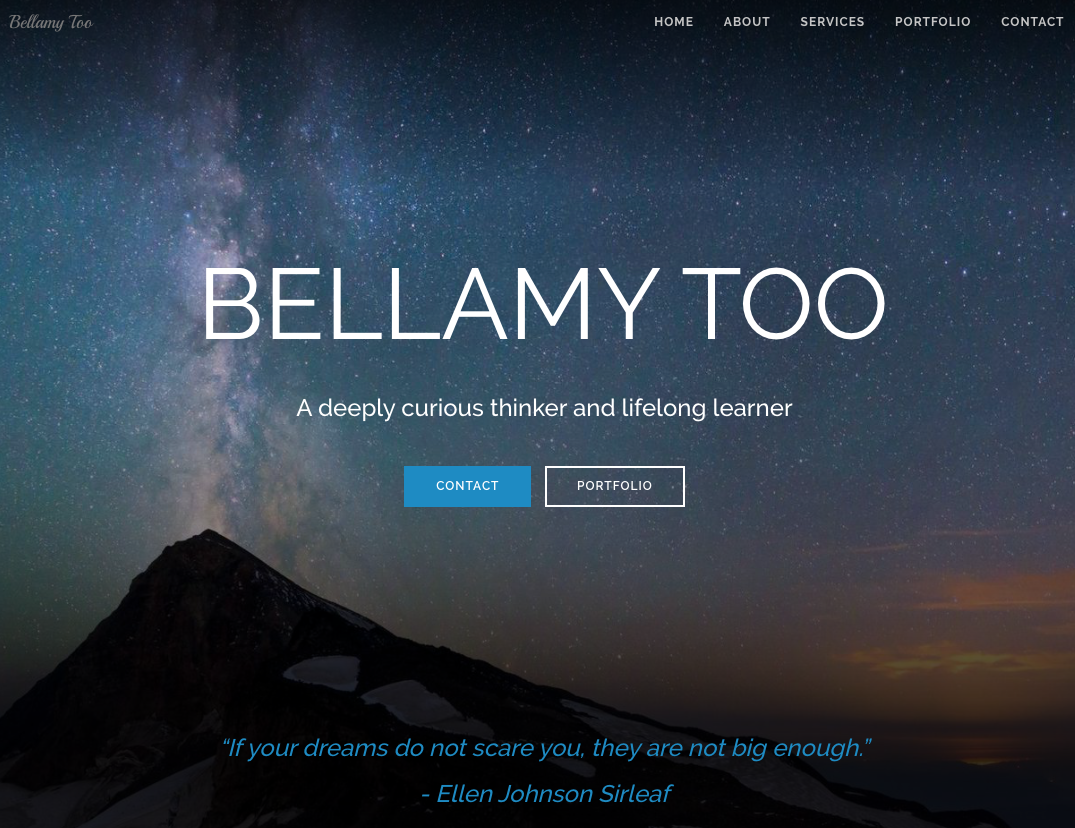 Bellamy Too
HOME ABOUT SERVICES PORTFOLIO CONTACT
BELLAMY TOO
A deeply curious thinker and lifelong learner
CONTACT PORTFOLIO
“If your dreams do not scare you, they are not big enough.”
- Ellen Johnson Sirleaf